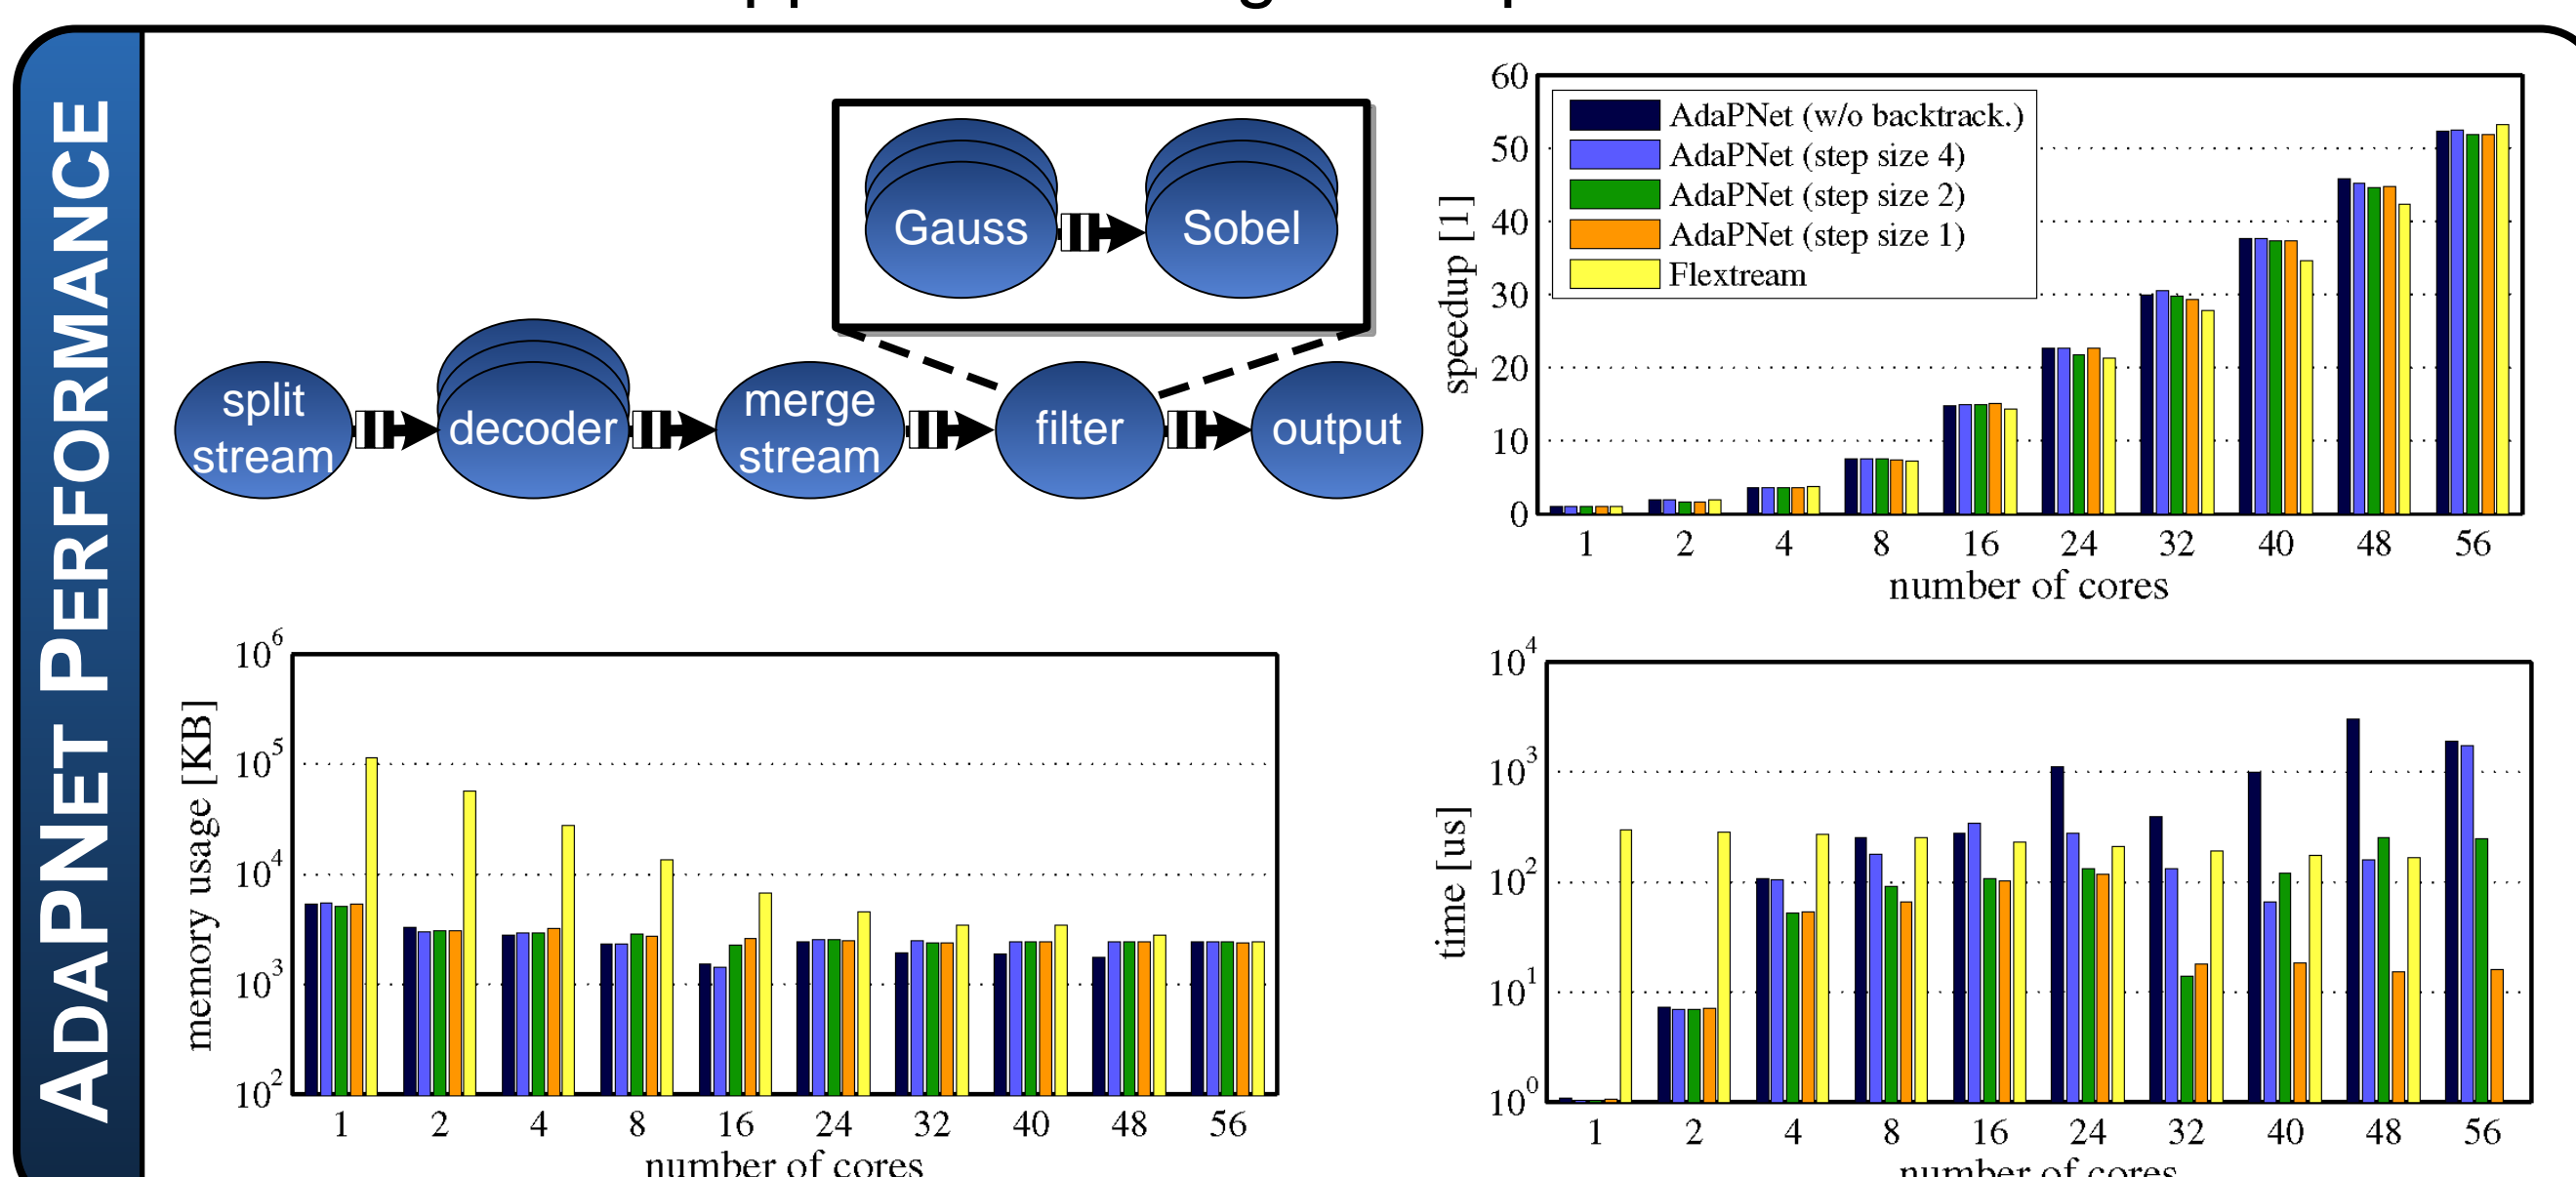 ADAPNET PERFORMANCE
Gauss
Sobel
split
stream
decoder
merge
stream
filter
output
60
50
40
30
20
10
0
speedup [1]
AdaPNet (w/o backtrack.)
AdaPNet (step size 4)
AdaPNet (step size 2)
AdaPNet (step size 1)
Flextream
1 2 4 8 16 24 32 40 48 56
number of cores
10^6
10^5
10^4
10^3
10^2
memory usage [KB]
1 2 4 8 16 24 32 40 48 56
number of cores
10^4
10^3
10^2
10^1
10^0
time [us]
1 2 4 8 16 24 32 40 48 56
number of cores